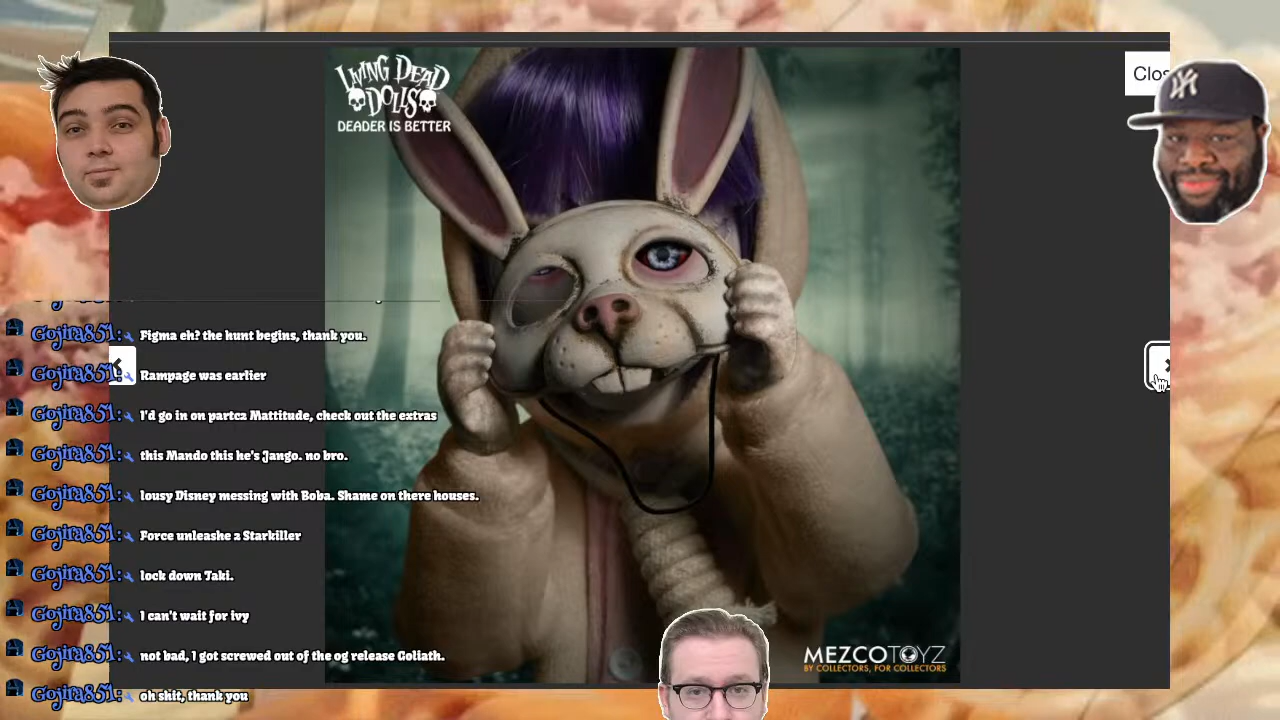 LIVING DEAD
DOLLS
DEADER IS BETTER
Clos
NY
Gojira851: Figma eh? the hunt begins, thank you.
Gojira851: Rampage was earlier
Gojira851: I'd go in on partcz Mattitude, check out the extras
Gojira851: this Mando this he's Jango. no bro.
Gojira851: lousy Disney messing with Boba. Shame on there houses.
Gojira851: Force unleashe a Starkiller
Gojira851: lock down Taki.
Gojira851: I can't wait for ivy
Gojira851: not bad, I got screwed out of the og release Goliath.
Gojira851: oh shit, thank you
MEZCOTOYZ
BY COLLECTORS, FOR COLLECTORS